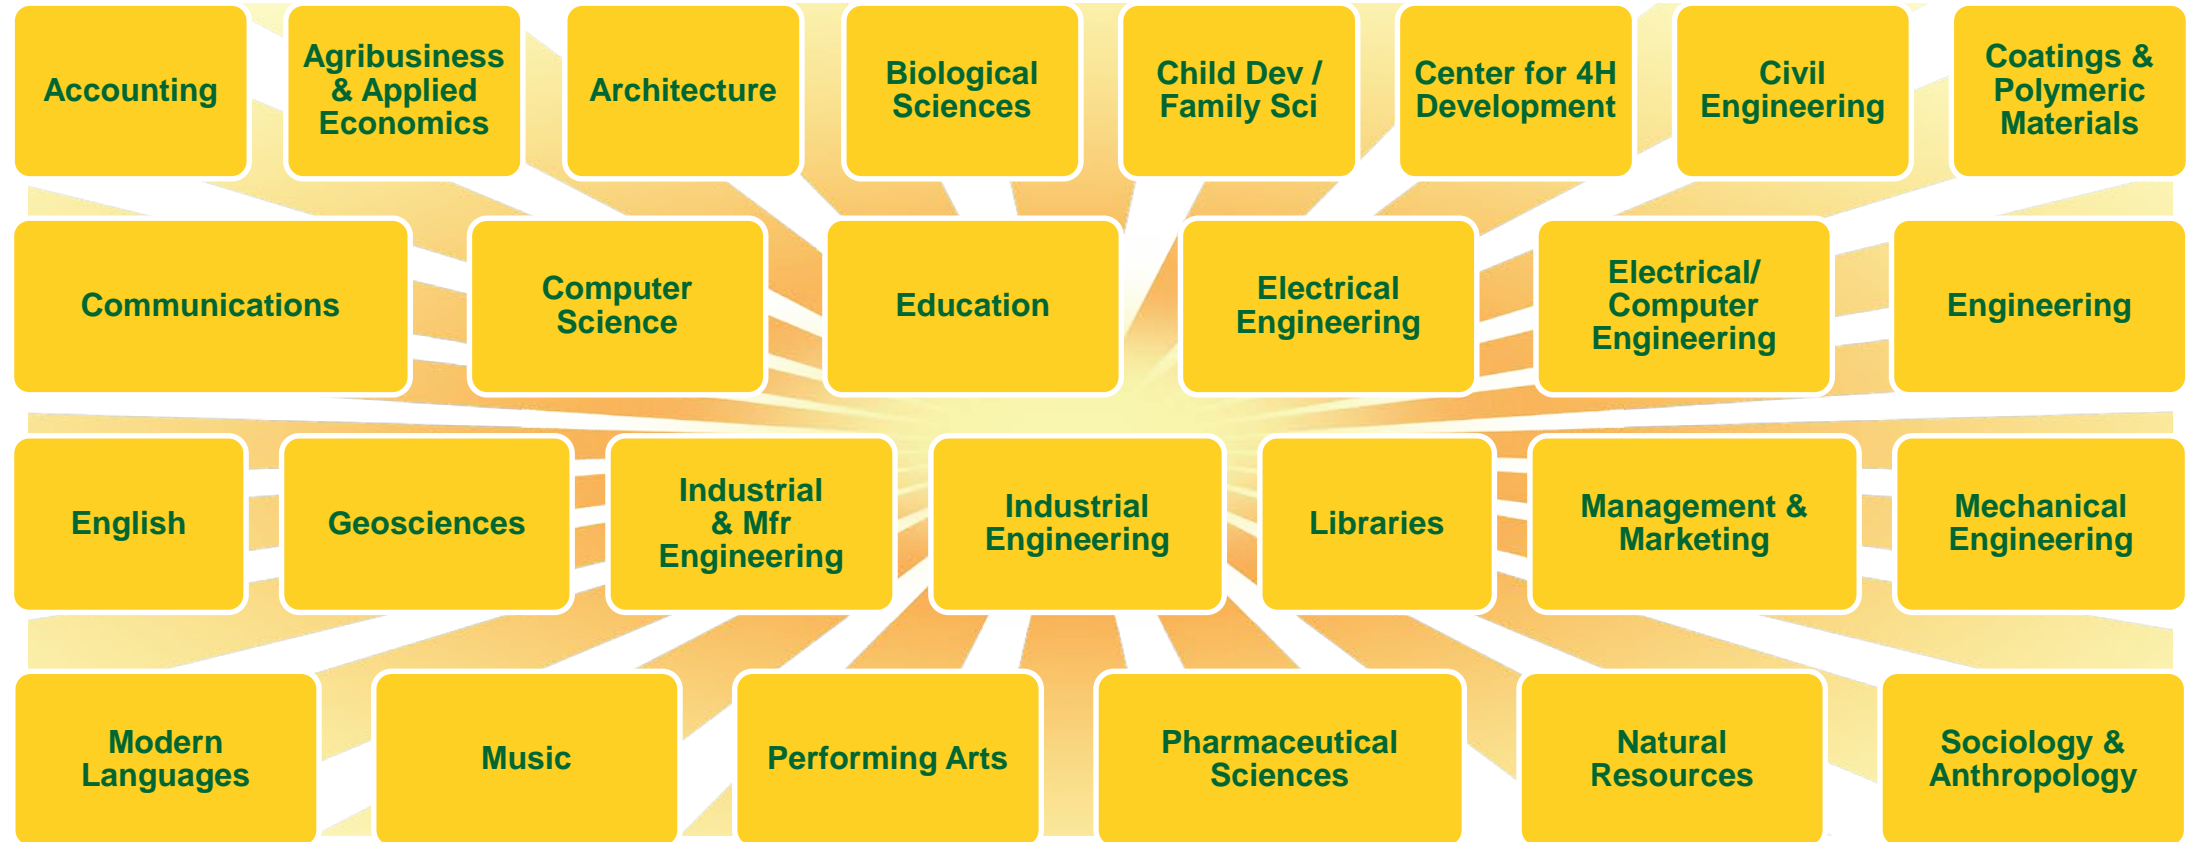 Accounting
Agribusiness
& Applied
Economics
Architecture
Biological
Sciences
Child Dev /
Family Sci
Center for 4H
Development
Civil
Engineering
Coatings &
Polymeric
Materials
Communications
Computer
Science
Education
Electrical
Engineering
Electrical/
Computer
Engineering
Engineering
English
Geosciences
Industrial
& Mfr
Engineering
Industrial
Engineering
Libraries
Management &
Marketing
Mechanical
Engineering
Modern
Languages
Music
Performing Arts
Pharmaceutical
Sciences
Natural
Resources
Sociology &
Anthropology